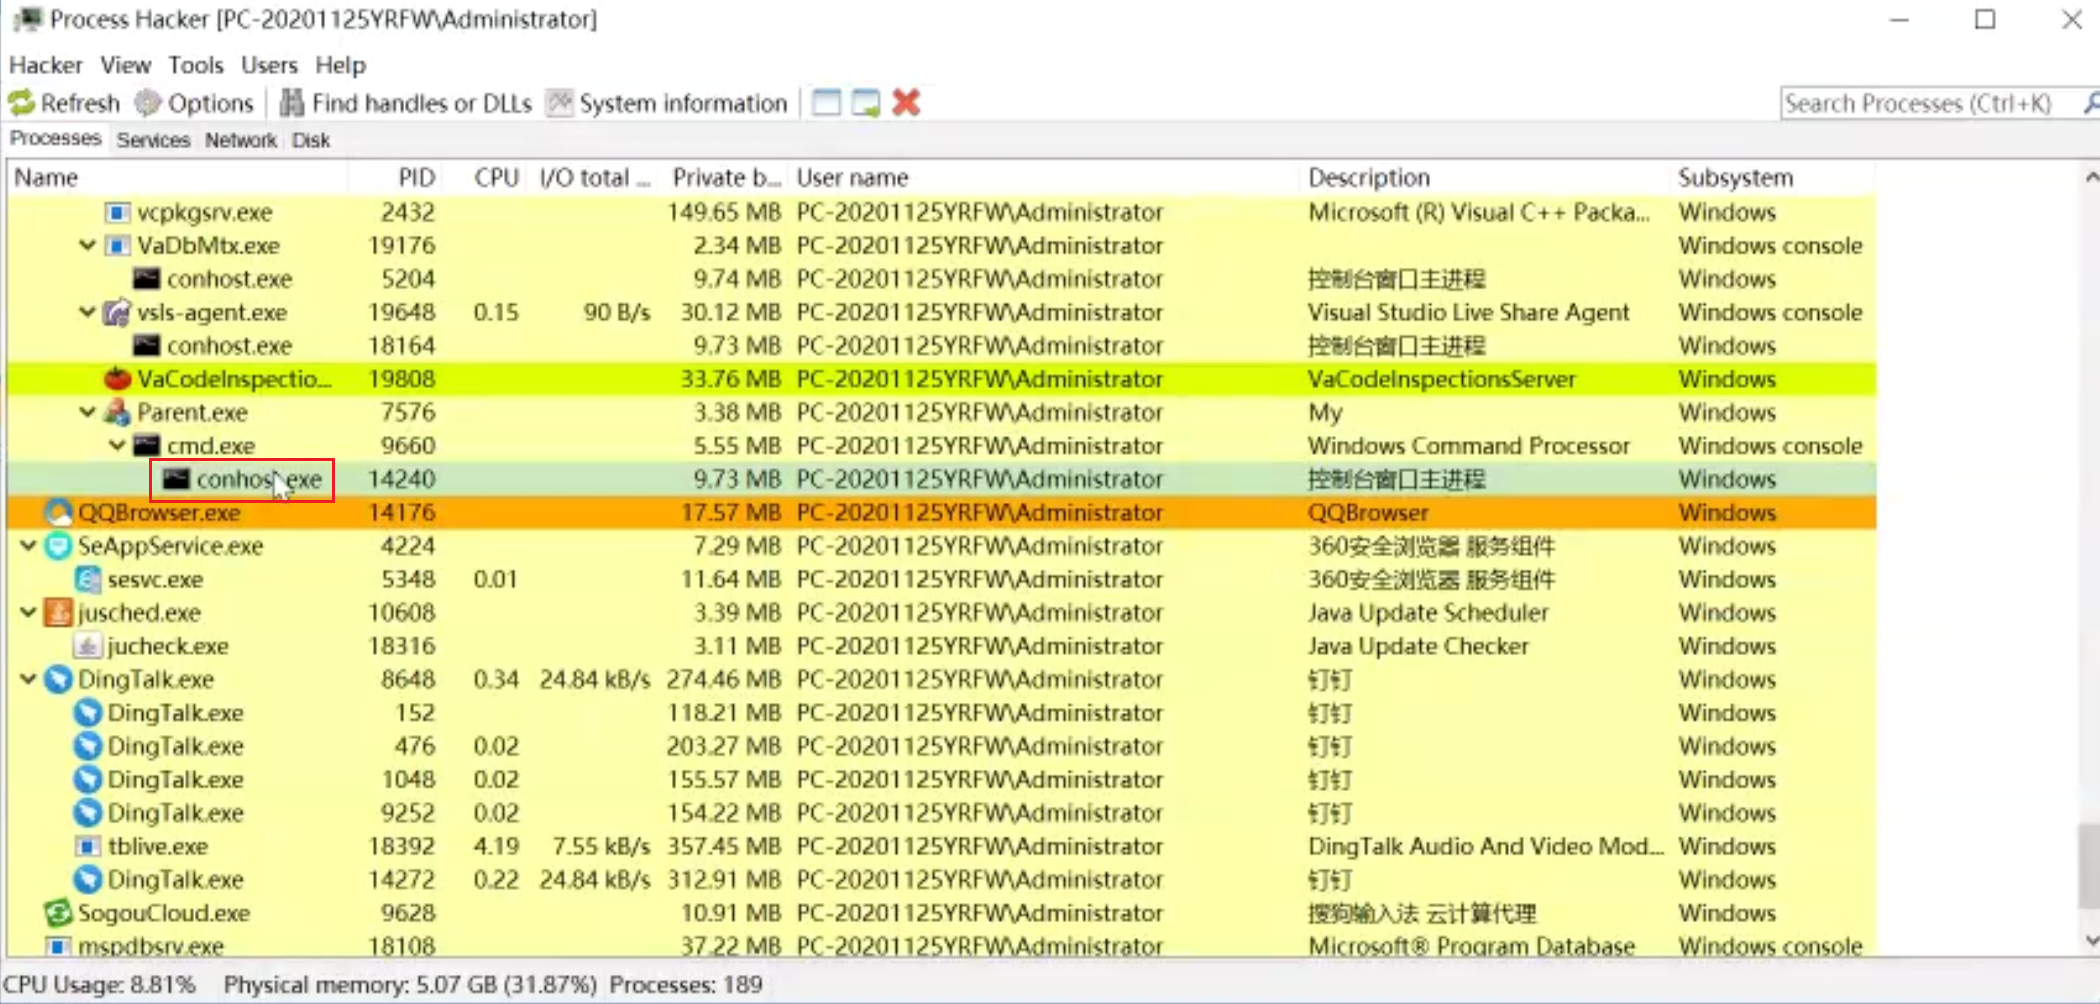 Process Hacker [PC-20201125YRFW\Administrator]
Hacker View Tools Users Help
Refresh Options Find handles or DLLs System information Search Processes (Ctrl+K)
Processes Services Network Disk
Name PID CPU I/O total ... Private b... User name Description Subsystem
vcpkgsrv.exe 2432 149.65 MB PC-20201125YRFW\Administrator Microsoft (R) Visual C++ Packa... Windows
VaDbMtx.exe 19176 2.34 MB PC-20201125YRFW\Administrator Windows console
conhost.exe 5204 9.74 MB PC-20201125YRFW\Administrator 控制台窗口主进程 Windows
vsls-agent.exe 19648 0.15 90 B/s 30.12 MB PC-20201125YRFW\Administrator Visual Studio Live Share Agent Windows console
conhost.exe 18164 9.73 MB PC-20201125YRFW\Administrator 控制台窗口主进程 Windows
VaCodeInspectio... 19808 33.76 MB PC-20201125YRFW\Administrator VaCodeInspectionsServer Windows
Parent.exe 7576 3.38 MB PC-20201125YRFW\Administrator My Windows
cmd.exe 9660 5.55 MB PC-20201125YRFW\Administrator Windows Command Processor Windows console
conhost.exe 14240 9.73 MB PC-20201125YRFW\Administrator 控制台窗口主进程 Windows
QQBrowser.exe 14176 17.57 MB PC-20201125YRFW\Administrator QQBrowser Windows
SeAppService.exe 4224 7.29 MB PC-20201125YRFW\Administrator 360安全浏览器 服务组件 Windows
sesvc.exe 5348 0.01 11.64 MB PC-20201125YRFW\Administrator 360安全浏览器 服务组件 Windows
jusched.exe 10608 3.39 MB PC-20201125YRFW\Administrator Java Update Scheduler Windows
jucheck.exe 18316 3.11 MB PC-20201125YRFW\Administrator Java Update Checker Windows
DingTalk.exe 8648 0.34 24.84 kB/s 274.46 MB PC-20201125YRFW\Administrator 钉钉 Windows
DingTalk.exe 152 118.21 MB PC-20201125YRFW\Administrator 钉钉 Windows
DingTalk.exe 476 0.02 203.27 MB PC-20201125YRFW\Administrator 钉钉 Windows
DingTalk.exe 1048 0.02 155.57 MB PC-20201125YRFW\Administrator 钉钉 Windows
DingTalk.exe 9252 0.02 154.22 MB PC-20201125YRFW\Administrator 钉钉 Windows
tblive.exe 18392 4.19 7.55 kB/s 357.45 MB PC-20201125YRFW\Administrator DingTalk Audio And Video Mod... Windows
DingTalk.exe 14272 0.22 24.84 kB/s 312.91 MB PC-20201125YRFW\Administrator 钉钉 Windows
SogouCloud.exe 9628 10.91 MB PC-20201125YRFW\Administrator 搜狗输入法 云计算代理 Windows
mspdbsrv.exe 18108 37.22 MB PC-20201125YRFW\Administrator Microsoft® Program Database Windows console
CPU Usage: 8.81% Physical memory: 5.07 GB (31.87%) Processes: 189